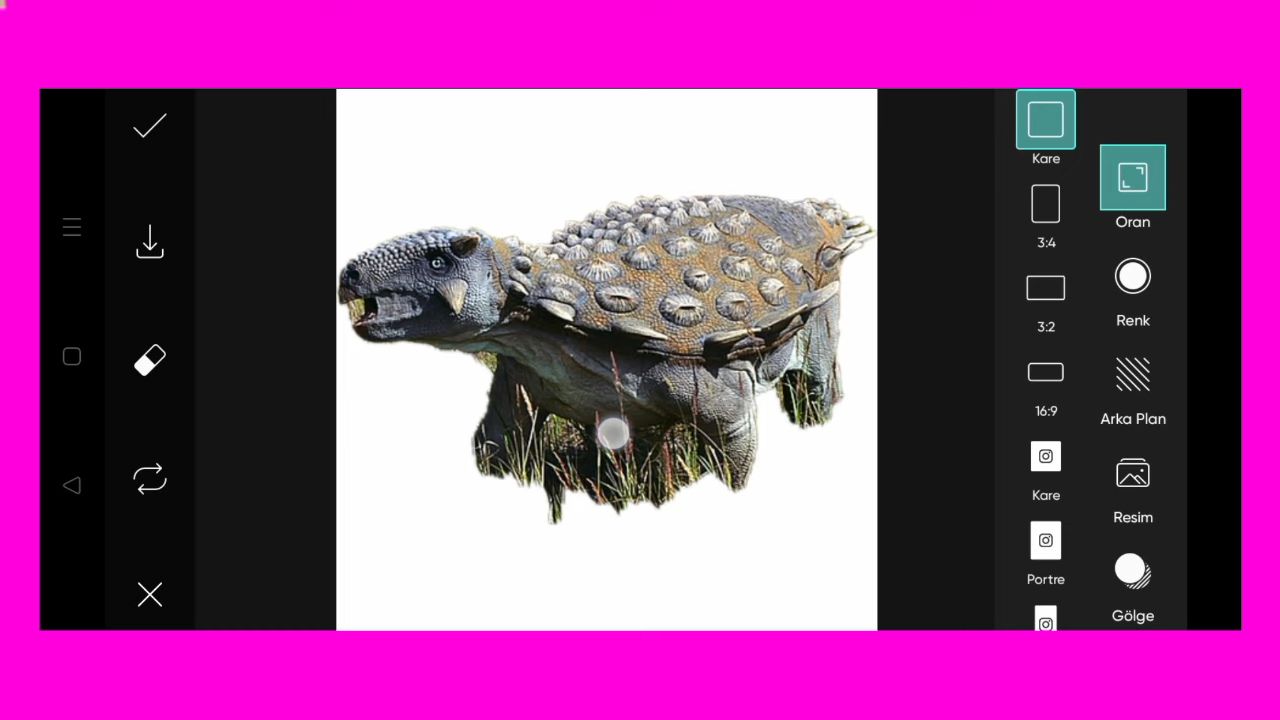 Kare
3:4
3:2
16:9
Kare
Portre
Oran
Renk
Arka Plan
Resim
Gölge